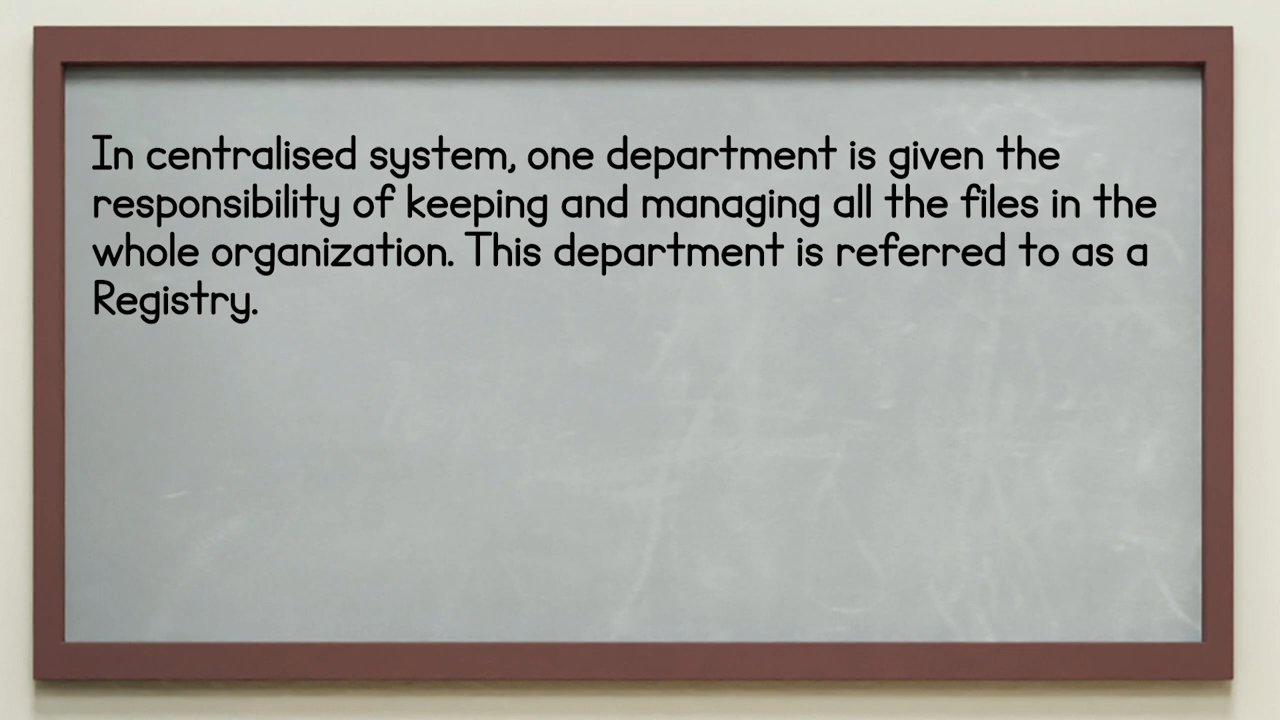 In centralised system, one department is given the
responsibility of keeping and managing all the files in the
whole organization. This department is referred to as a
Registry.